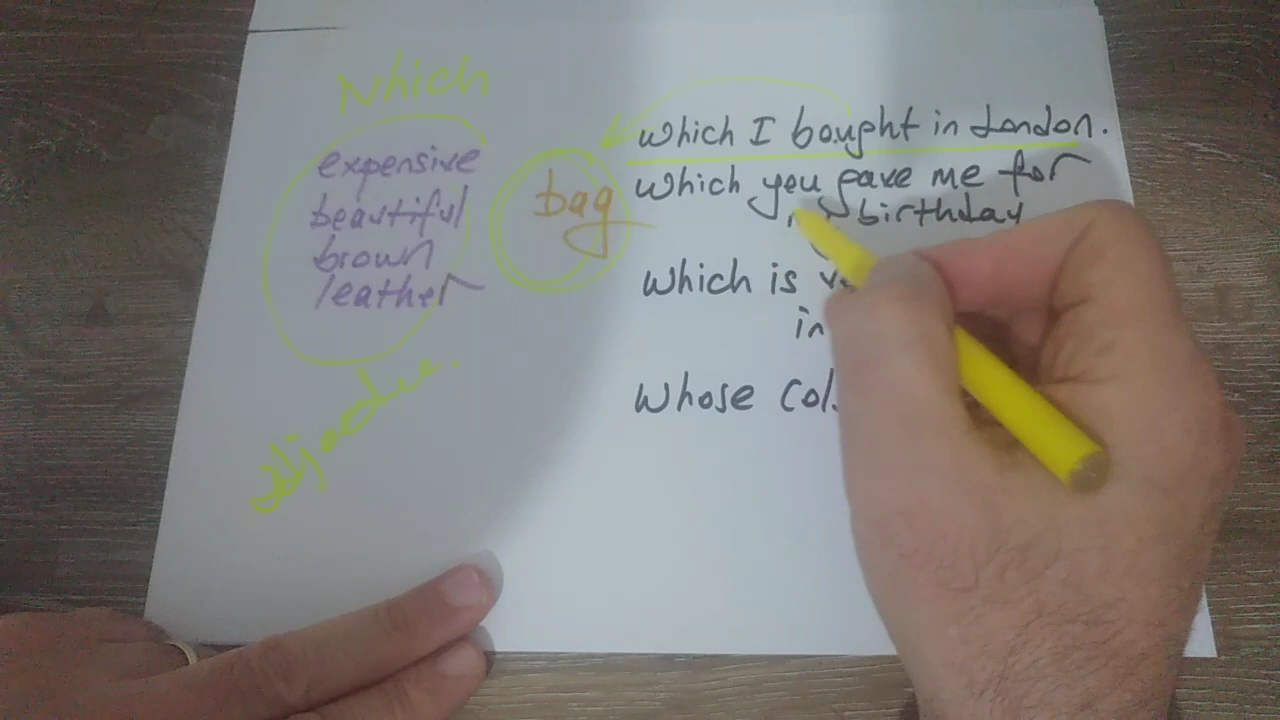 Which
expensive
beautiful
brown
leather
bag
which I bought in London.
which you gave me for
birthday
which is
in
whose